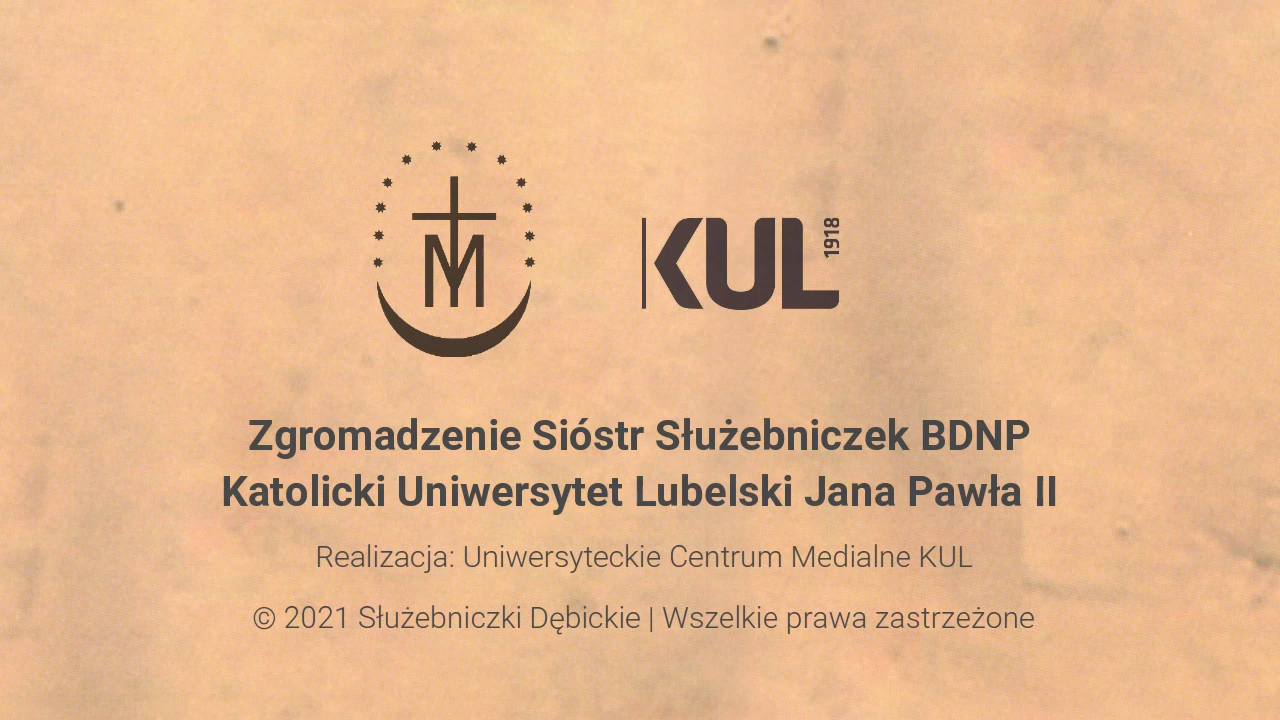 KUL 1918
Zgromadzenie Sióstr Służebniczek BDNP
Katolicki Uniwersytet Lubelski Jana Pawła II
Realizacja: Uniwersyteckie Centrum Medialne KUL
© 2021 Służebniczki Dębickie | Wszelkie prawa zastrzeżone